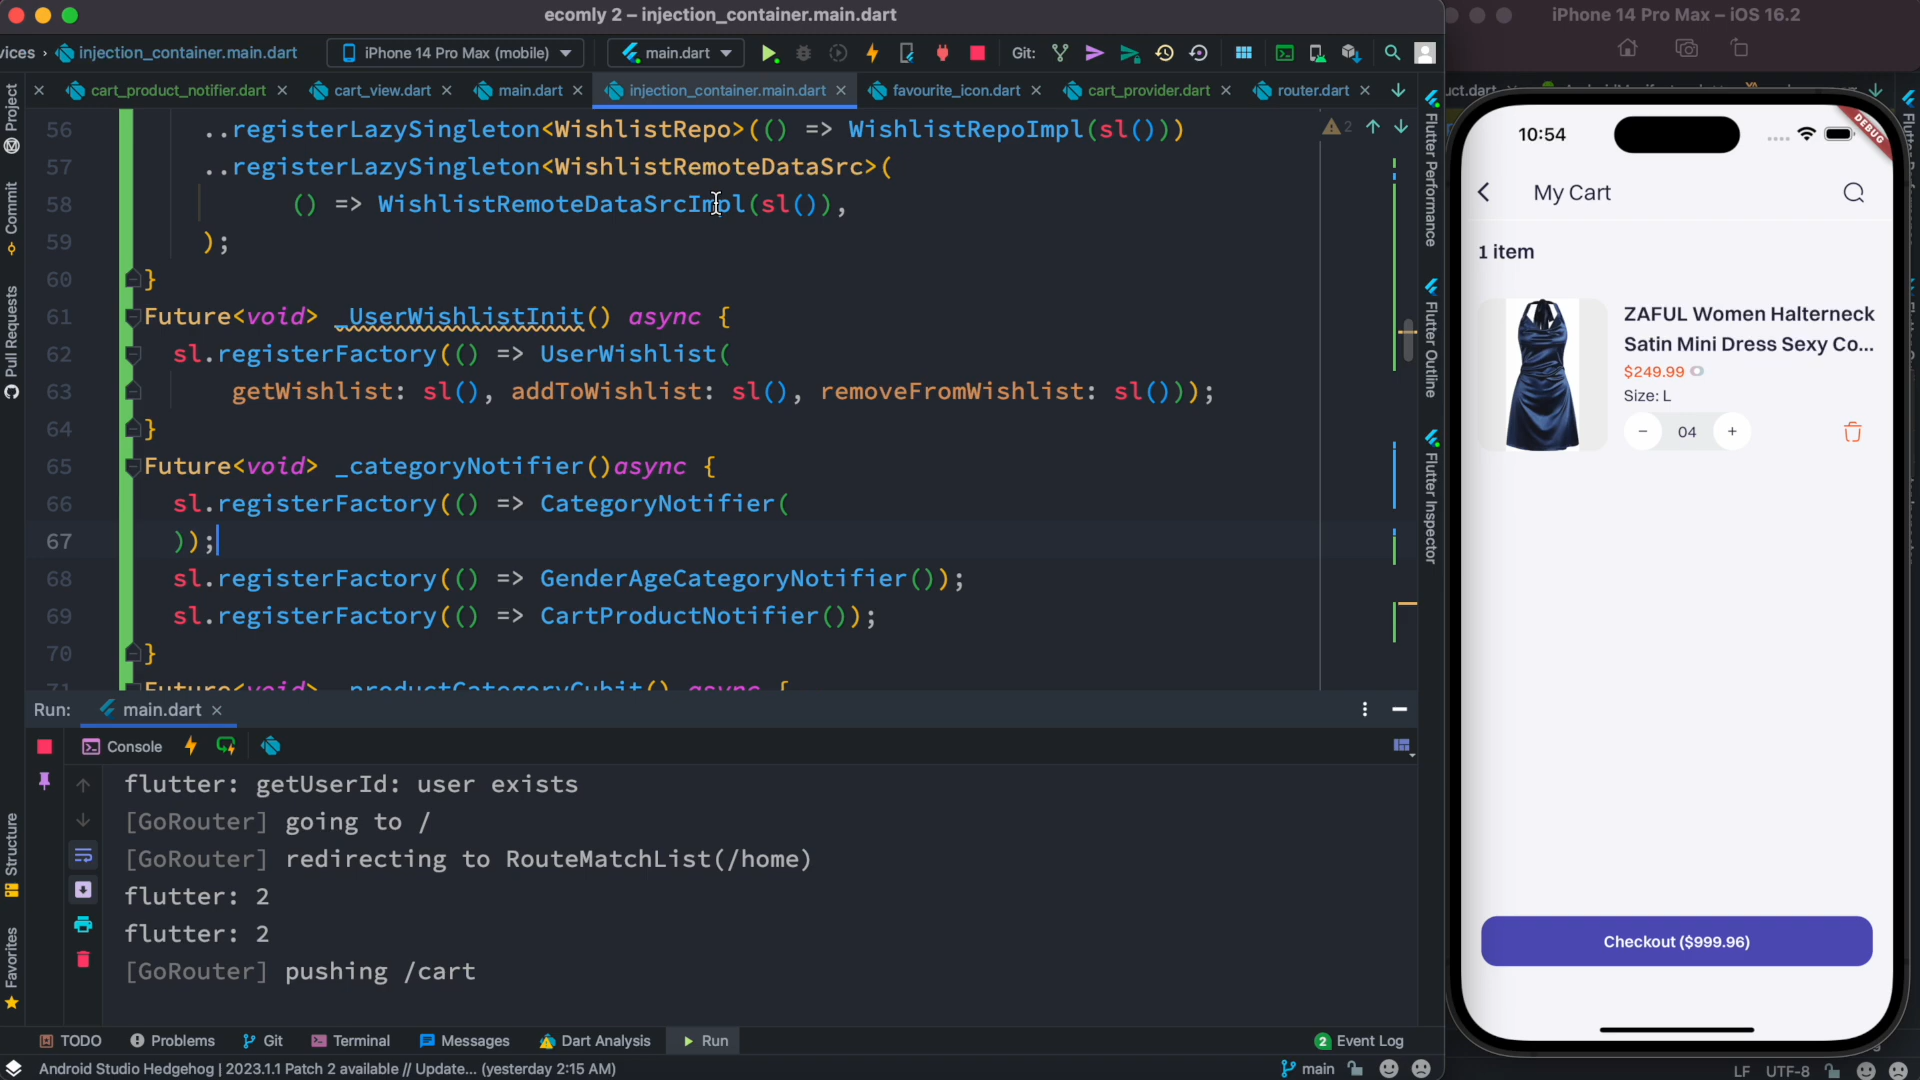 ecomly 2 – injection_container.main.dart
iPhone 14 Pro Max – iOS 16.2
vices › injection_container.main.dart
iPhone 14 Pro Max (mobile)
main.dart
Git:
cart_product_notifier.dart
cart_view.dart
main.dart
injection_container.main.dart
favourite_icon.dart
cart_provider.dart
router.dart
Project
Commit
Pull Requests
Structure
Favorites
56 ..registerLazySingleton<WishlistRepo>(() => WishlistRepoImpl(sl()))
57 ..registerLazySingleton<WishlistRemoteDataSrc>(
58 () => WishlistRemoteDataSrcImpl(sl()),
59 );
60 }
61 Future<void> _UserWishlistInit() async {
62 sl.registerFactory(() => UserWishlist(
63 getWishlist: sl(), addToWishlist: sl(), removeFromWishlist: sl()));
64 }
65 Future<void> _categoryNotifier()async {
66 sl.registerFactory(() => CategoryNotifier(
67 ));
68 sl.registerFactory(() => GenderAgeCategoryNotifier());
69 sl.registerFactory(() => CartProductNotifier());
70 }
71 Future<void> _productCategoryCubit() async {
2
Flutter Performance
Flutter Outline
Flutter Inspector
Run: main.dart
Console
flutter: getUserId: user exists
[GoRouter] going to /
[GoRouter] redirecting to RouteMatchList(/home)
flutter: 2
flutter: 2
[GoRouter] pushing /cart
TODO
Problems
Git
Terminal
Messages
Dart Analysis
Run
2 Event Log
Android Studio Hedgehog | 2023.1.1 Patch 2 available // Update... (yesterday 2:15 AM)
main
10:54
DEBUG
My Cart
1 item
ZAFUL Women Halterneck
Satin Mini Dress Sexy Co...
$249.99
Size: L
− 04 +
Checkout ($999.96)
LF UTF-8